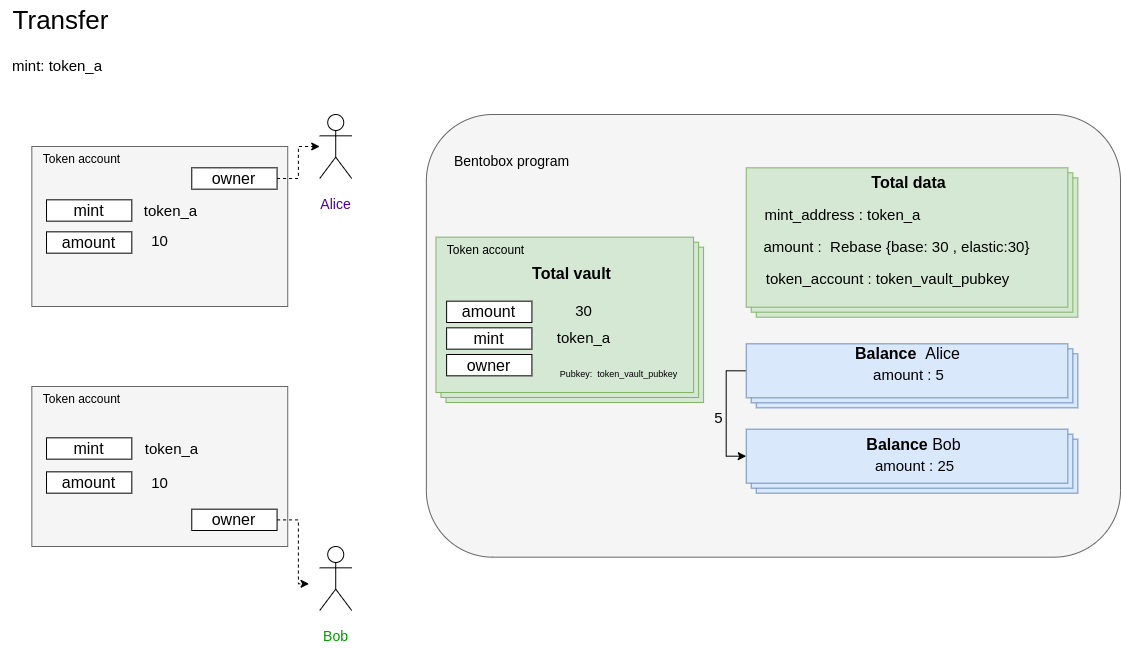 Transfer
mint: token_a
Token account
owner
mint token_a
amount 10
Alice
Token account
mint token_a
amount 10
owner
Bob
Bentobox program
Token account
Total vault
amount 30
mint token_a
owner Pubkey: token_vault_pubkey
Total data
mint_address : token_a
amount : Rebase {base: 30 , elastic:30}
token_account : token_vault_pubkey
Balance Alice
amount : 5
5
Balance Bob
amount : 25